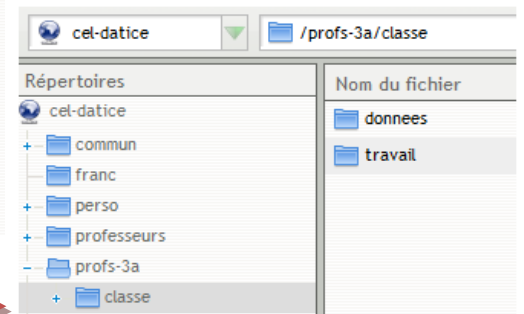 cel-datice /profs-3a/classe
Répertoires
cel-datice
commun
franc
perso
professeurs
profs-3a
classe
Nom du fichier
donnees
travail